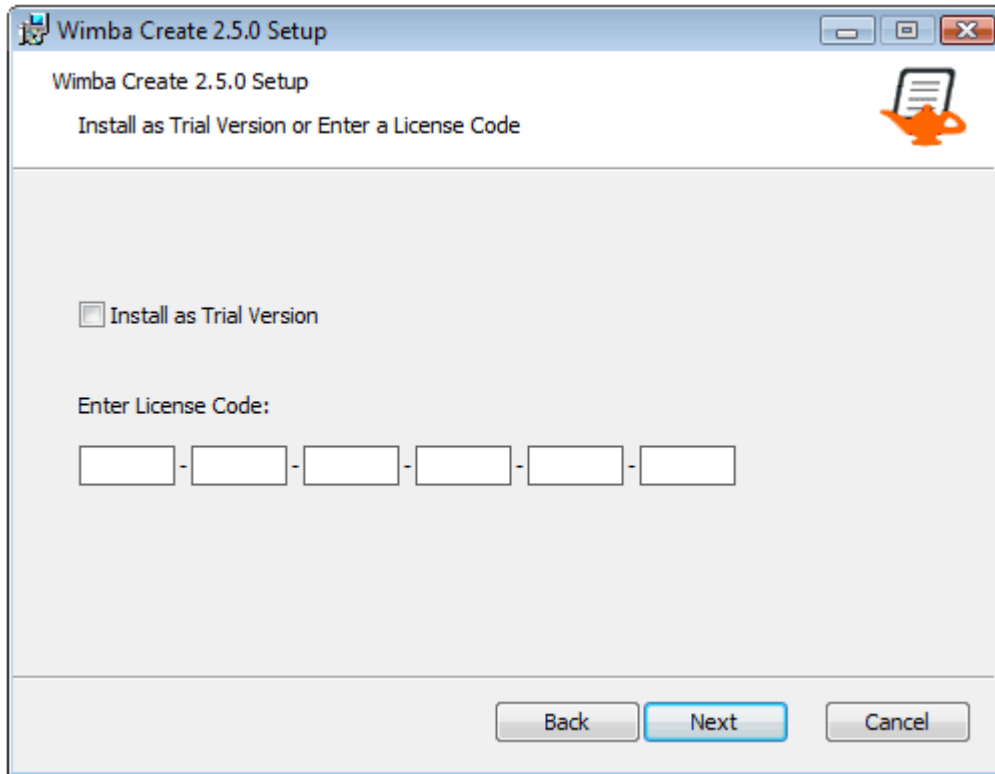 Wimba Create 2.5.0 Setup
Wimba Create 2.5.0 Setup
Install as Trial Version or Enter a License Code
Install as Trial Version
Enter License Code:
- - - - -
Back Next Cancel